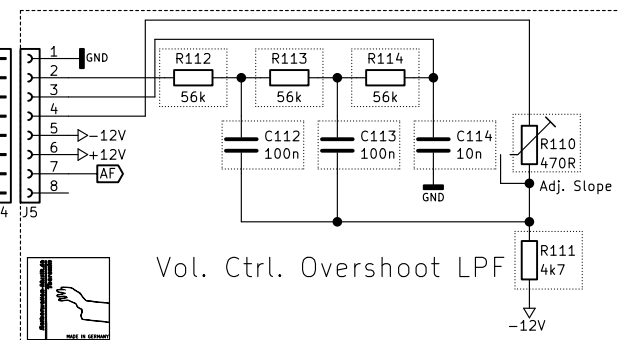 1
GND
2
3
4
5
-12V
6
+12V
7
AF
8
4
J5
R112
56k
R113
56k
R114
56k
C112
100n
C113
100n
C114
10n
GND
R110
470R
Adj. Slope
R111
4k7
-12V
Vol. Ctrl. Overshoot LPF
Theremin
MADE IN GERMANY